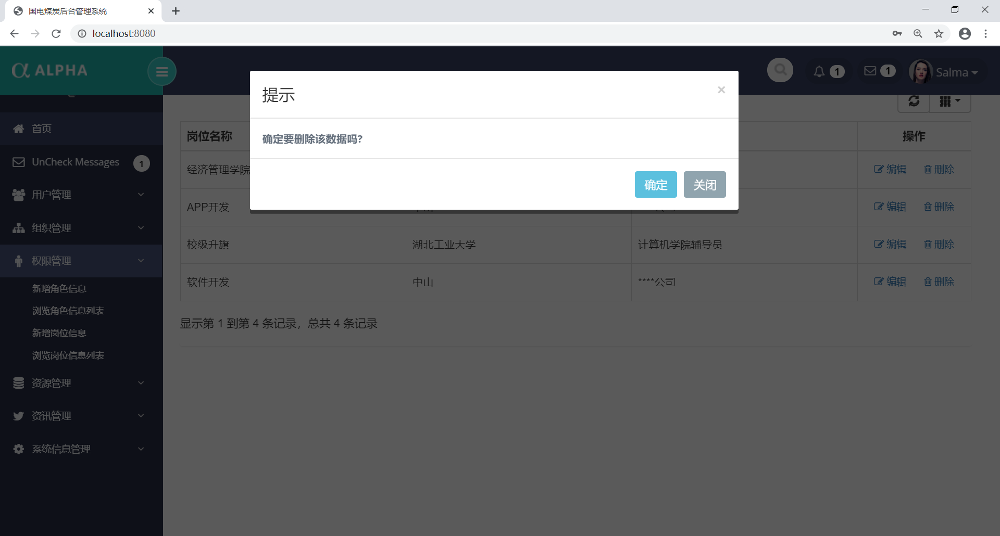 国电煤炭后台管理系统
localhost:8080
ALPHA
1
1
Salma
提示
×
确定要删除该数据吗?
确定
关闭
首页
UnCheck Messages
1
用户管理
组织管理
权限管理
新增角色信息
浏览角色信息列表
新增岗位信息
浏览岗位信息列表
资源管理
资讯管理
系统信息管理
岗位名称
操作
经济管理学院
编辑
删除
APP开发
编辑
删除
校级升旗
湖北工业大学
计算机学院辅导员
编辑
删除
软件开发
中山
****公司
编辑
删除
显示第 1 到第 4 条记录，总共 4 条记录